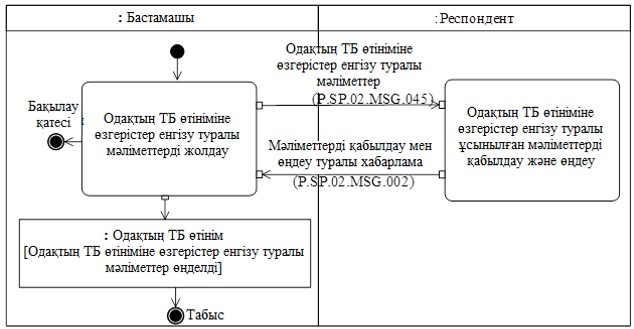 : Бастамашы
:Респондент
Одақтың ТБ өтініміне
өзгерістер енгізу туралы
мәліметтер
(P.SP.02.MSG.045)
Бақылау
қатесі
Одақтың ТБ өтініміне
өзгерістер енгізу туралы
мәліметтерді жолдау
Одақтың ТБ өтініміне
өзгерістер енгізу туралы
ұсынылған мәліметтерді
қабылдау және өңдеу
Мәліметтерді қабылдау мен
өңдеу туралы хабарлама
(P.SP.02.MSG.002)
: Одақтың ТБ өтінім
[Одақтың ТБ өтініміне өзгерістер енгізу туралы
мәліметтер өңделді]
Табыс